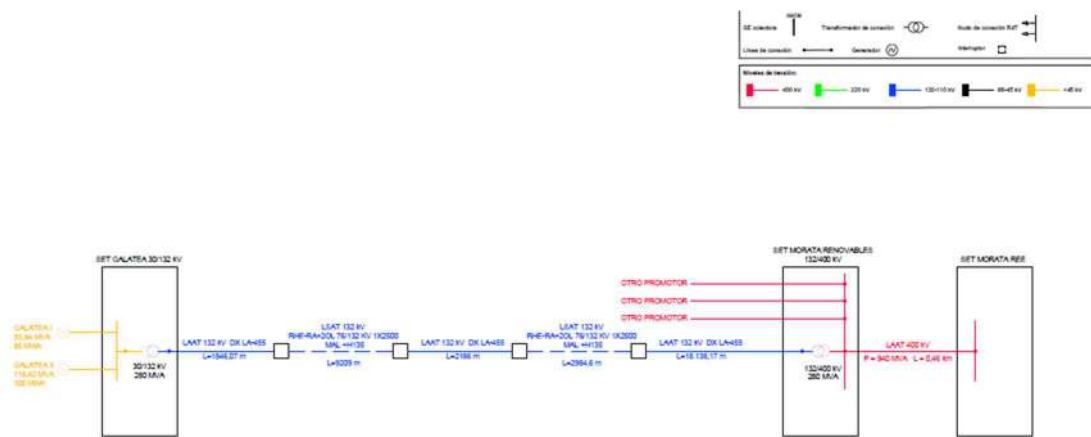 SE colectora
Transformador de conexión
Nudo de conexión RdT
Línea de conexión
Generador
Interruptor
Niveles de tensión:
400 kV
220 kV
132-110 kV
66-45 kV
<45 kV
SET GALATEA 30/132 kV
SET MORATA RENOVABLES
132/400 kV
SET MORATA REE
OTRO PROMOTOR
OTRO PROMOTOR
OTRO PROMOTOR
GALATEA I
GALATEA II
LAAT 132 kV DX LA-455
LSAT 132 kV
RHE-RA+2OL 76/132 KV 1X2500
MAL +H135
LAAT 132 kV DX LA-455
L=2186 m
LSAT 132 kV
RHE-RA+2OL 76/132 KV 1X2500
MAL +H135
LAAT 132 kV DX LA-455
L=18.138,17 m
LAAT 400 kV
P = 940 MVA L = 0,46 km
30/132 kV
260 MVA
132/400 kV
260 MVA